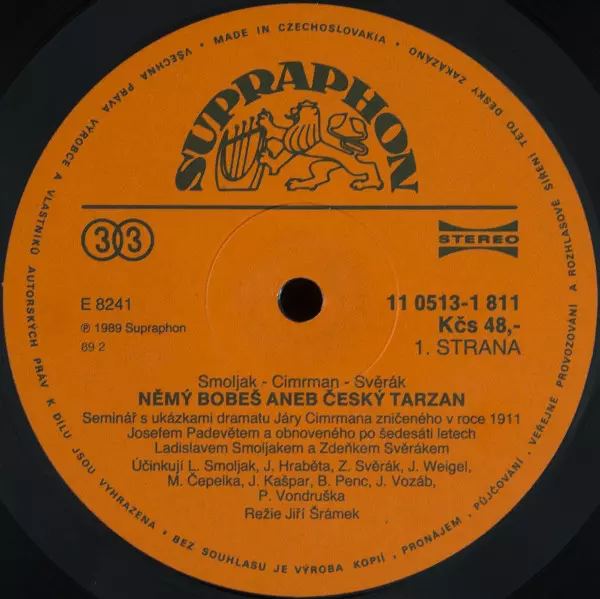 VŠECHNA PRÁVA VÝROBCE A VLASTNÍKŮ AUTORSKÝCH PRÁV K DÍLU JSOU VYHRAZENA • BEZ SOUHLASU JE VÝROBA KOPIÍ, PRONÁJEM, PŮJČOVÁNÍ, VEŘEJNÉ PROVOZOVÁNÍ A ROZHLASOVÉ ŠÍŘENÍ TÉTO DESKY ZAKÁZÁNO • MADE IN CZECHOSLOVAKIA •
SUPRAPHON
33
STEREO
E 8241
11 0513-1 811
℗ 1989 Supraphon
Kčs 48,-
89 2
1. STRANA
Smoljak - Cimrman - Svěrák
NĚMÝ BOBEŠ ANEB ČESKÝ TARZAN
Seminář s ukázkami dramatu Járy Cimrmana zničeného v roce 1911
Josefem Padevětem a obnoveného po šedesáti letech
Ladislavem Smoljakem a Zdeňkem Svěrákem
Účinkují L. Smoljak, J. Hraběta, Z. Svěrák, J. Weigel,
M. Čepelka, J. Kašpar, B. Penc, J. Vozáb,
P. Vondruška
Režie Jiří Šrámek